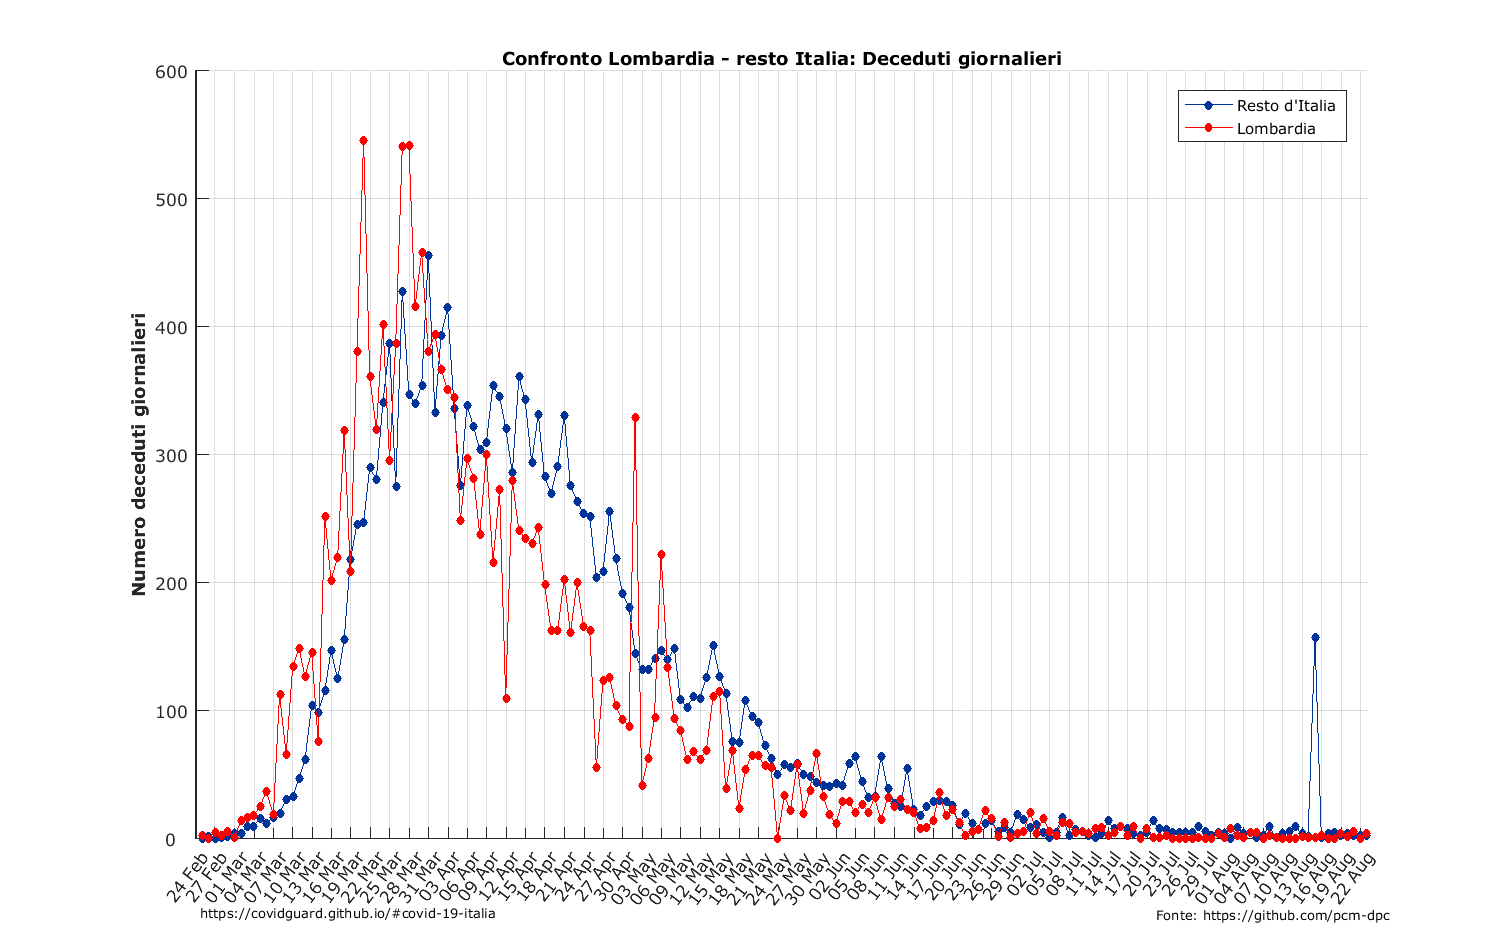 Confronto Lombardia - resto Italia: Deceduti giornalieri
Resto d'Italia
Lombardia
Numero deceduti giornalieri
600
500
400
300
200
100
0
24 Feb
27 Feb
01 Mar
04 Mar
07 Mar
10 Mar
13 Mar
16 Mar
19 Mar
22 Mar
25 Mar
28 Mar
31 Mar
03 Apr
06 Apr
09 Apr
12 Apr
15 Apr
18 Apr
21 Apr
24 Apr
27 Apr
30 Apr
03 May
06 May
09 May
12 May
15 May
18 May
21 May
24 May
27 May
30 May
02 Jun
05 Jun
08 Jun
11 Jun
14 Jun
17 Jun
20 Jun
23 Jun
26 Jun
29 Jun
02 Jul
05 Jul
08 Jul
11 Jul
14 Jul
17 Jul
20 Jul
23 Jul
26 Jul
29 Jul
01 Aug
04 Aug
07 Aug
10 Aug
13 Aug
16 Aug
19 Aug
22 Aug
https://covidguard.github.io/#covid-19-italia
Fonte: https://github.com/pcm-dpc